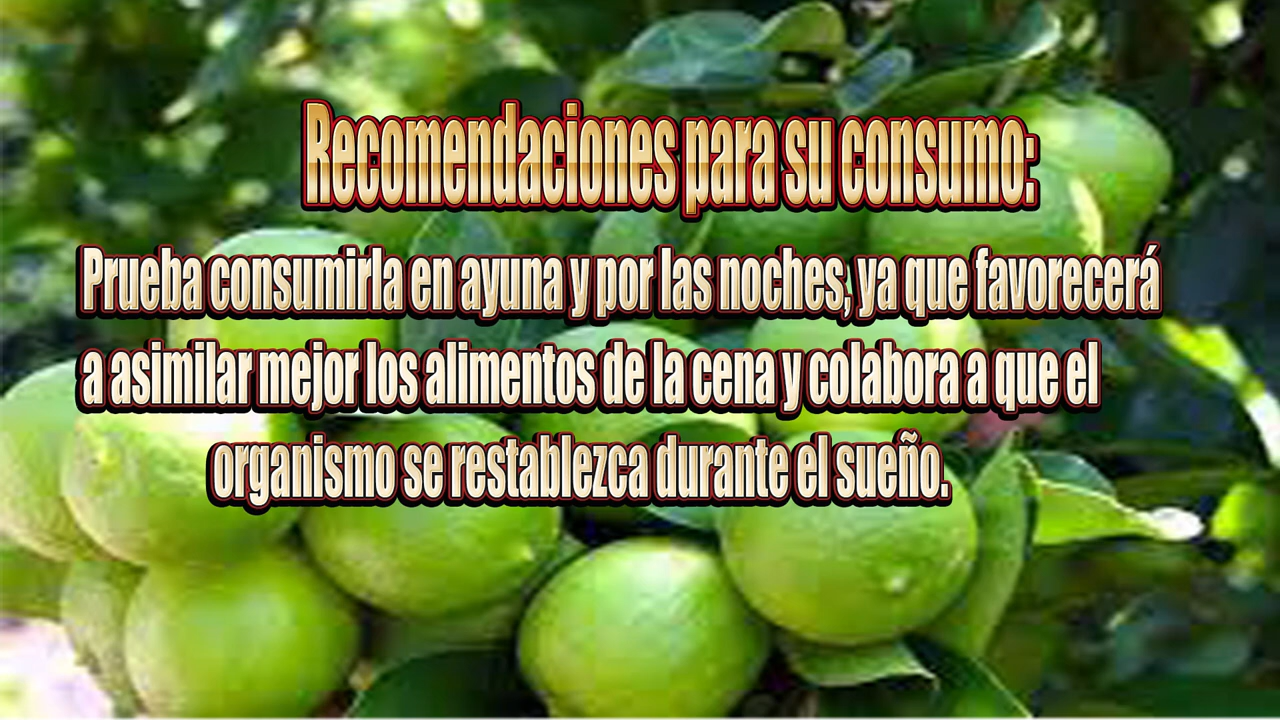 Recomendaciones para su consumo:
Prueba consumirla en ayuna y por las noches, ya que favorecerá
a asimilar mejor los alimentos de la cena y colabora a que el
organismo se restablezca durante el sueño.